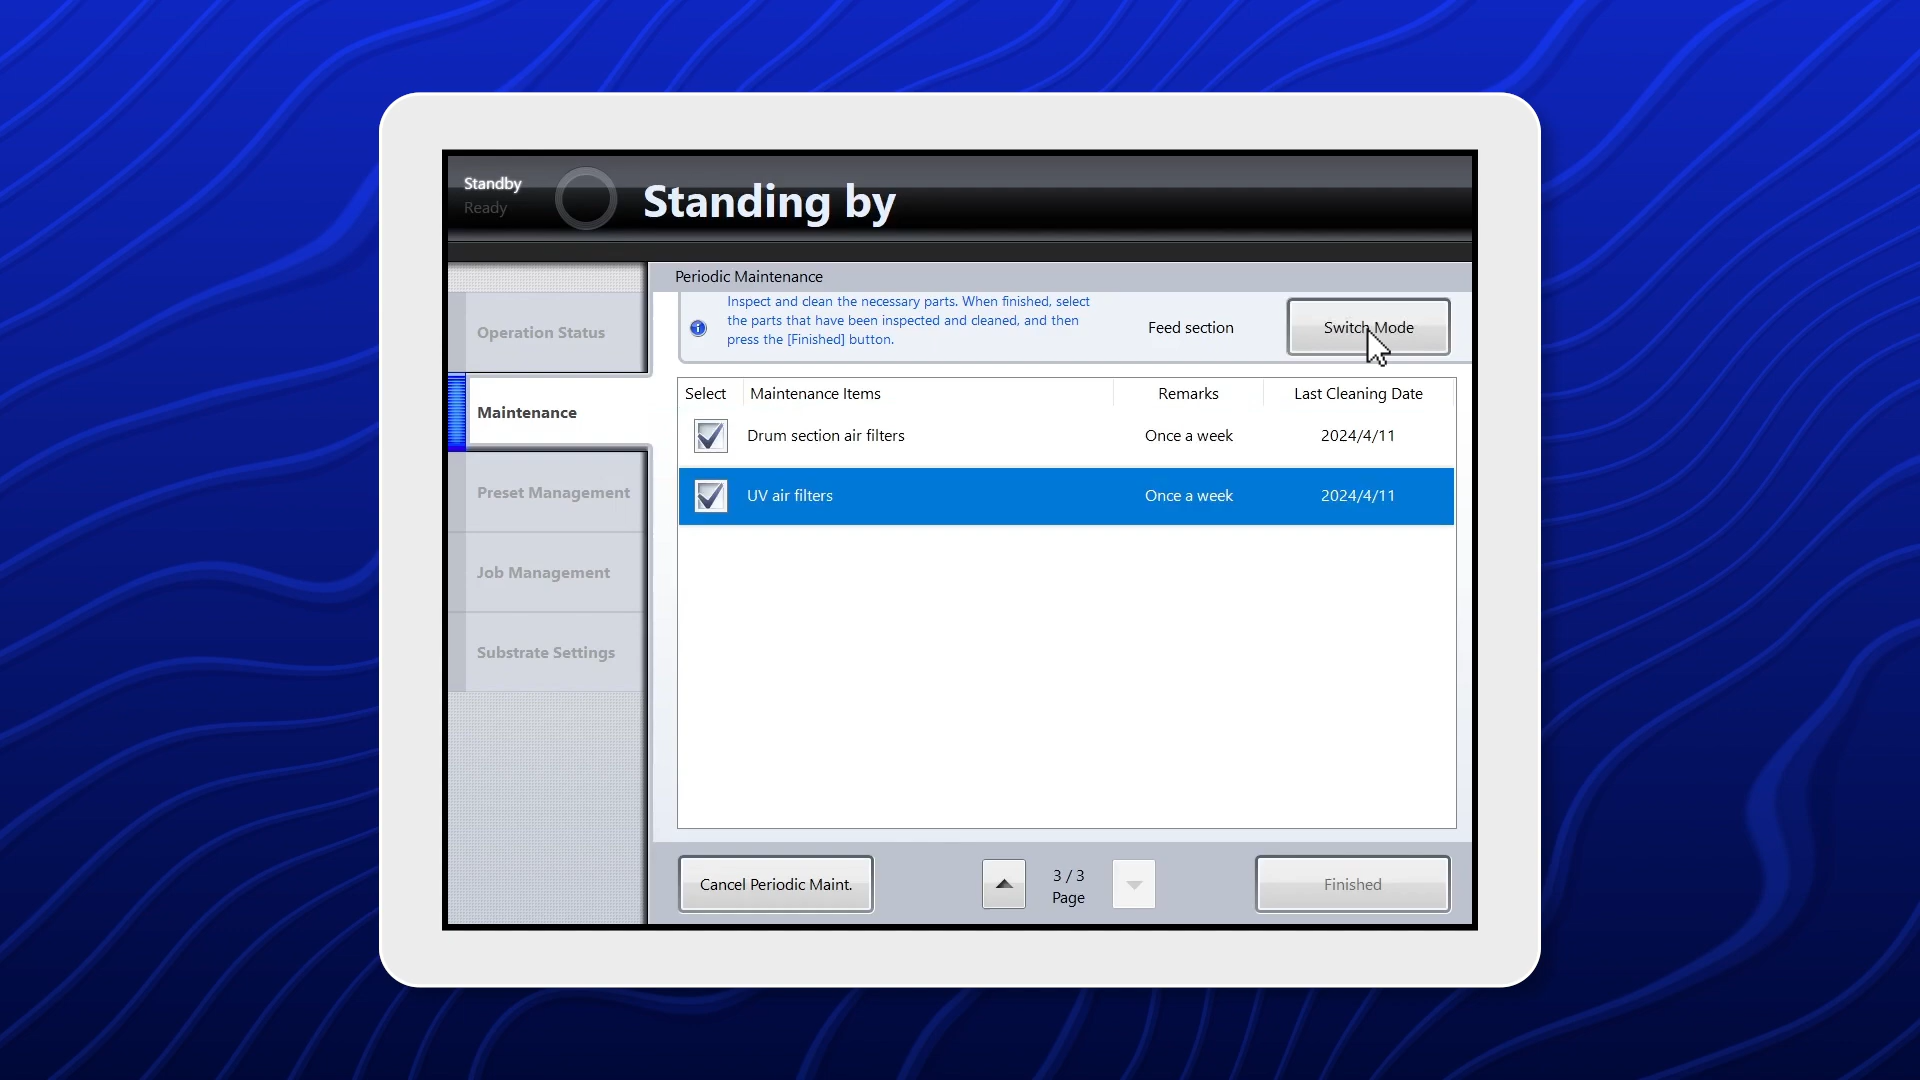 Standby
Ready
Standing by
Periodic Maintenance
Operation Status
Maintenance
Preset Management
Job Management
Substrate Settings
Inspect and clean the necessary parts. When finished, select
the parts that have been inspected and cleaned, and then
press the [Finished] button.
Feed section
Switch Mode
Select Maintenance Items Remarks Last Cleaning Date
Drum section air filters Once a week 2024/4/11
UV air filters Once a week 2024/4/11
Cancel Periodic Maint.
3 / 3
Page
Finished